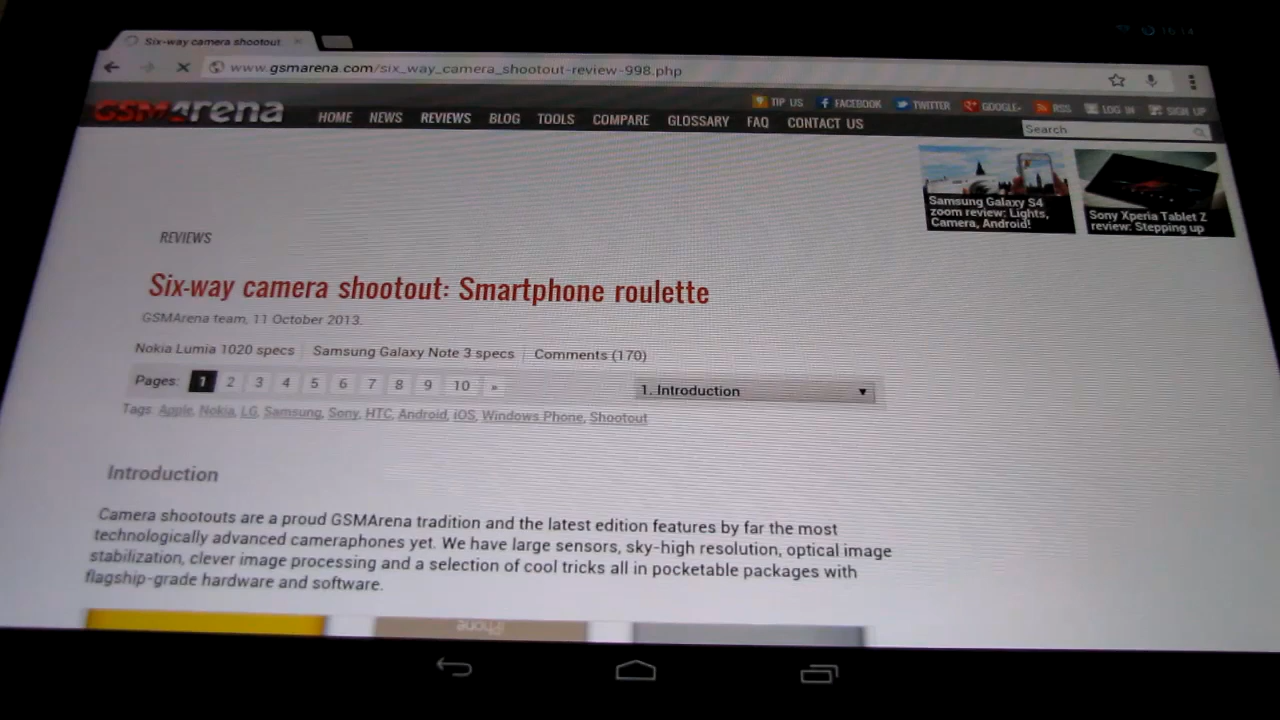 16:14
Six-way camera shootout
www.gsmarena.com/six_way_camera_shootout-review-998.php
GSMArena
HOME NEWS REVIEWS BLOG TOOLS COMPARE GLOSSARY FAQ CONTACT US
TIP US FACEBOOK TWITTER GOOGLE+ RSS LOG IN SIGN UP
Search
Samsung Galaxy S4
zoom review: Lights,
Camera, Android!
Sony Xperia Tablet Z
review: Stepping up
REVIEWS
Six-way camera shootout: Smartphone roulette
GSMArena team, 11 October 2013.
Nokia Lumia 1020 specs Samsung Galaxy Note 3 specs Comments (170)
Pages: 1 2 3 4 5 6 7 8 9 10 »
1. Introduction
Tags: Apple, Nokia, LG, Samsung, Sony, HTC, Android, iOS, Windows Phone, Shootout
Introduction
Camera shootouts are a proud GSMArena tradition and the latest edition features by far the most
technologically advanced cameraphones yet. We have large sensors, sky-high resolution, optical image
stabilization, clever image processing and a selection of cool tricks all in pocketable packages with
flagship-grade hardware and software.
iPhone